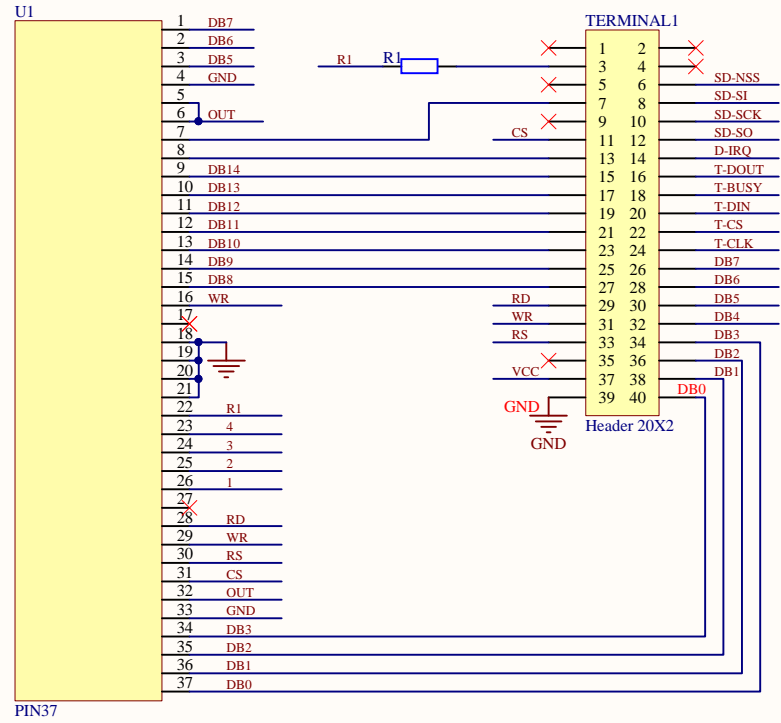 U1
1 DB7
2 DB6
3 DB5
4 GND
5
6 OUT
7
8
9 DB14
10 DB13
11 DB12
12 DB11
13 DB10
14 DB9
15 DB8
16 WR
17
18
19
20
21
22 R1
23 4
24 3
25 2
26 1
27
28 RD
29 WR
30 RS
31 CS
32 OUT
33 GND
34 DB3
35 DB2
36 DB1
37 DB0
PIN37
R1 R1
TERMINAL1
1 2
3 4
5 6 SD-NSS
7 8 SD-SI
9 10 SD-SCK
CS 11 12 SD-SO
13 14 D-IRQ
15 16 T-DOUT
17 18 T-BUSY
19 20 T-DIN
21 22 T-CS
23 24 T-CLK
25 26 DB7
27 28 DB6
RD 29 30 DB5
WR 31 32 DB4
RS 33 34 DB3
35 36 DB2
VCC 37 38 DB1
GND 39 40 DB0
GND
Header 20X2